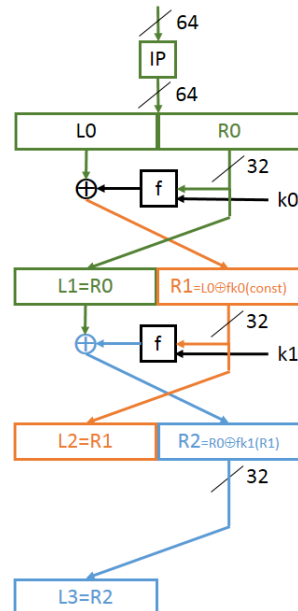 64
IP
64
L0 R0
32
f
k0
L1=R0 R1=L0⊕fk0(const)
32
f
k1
L2=R1 R2=R0⊕fk1(R1)
32
L3=R2